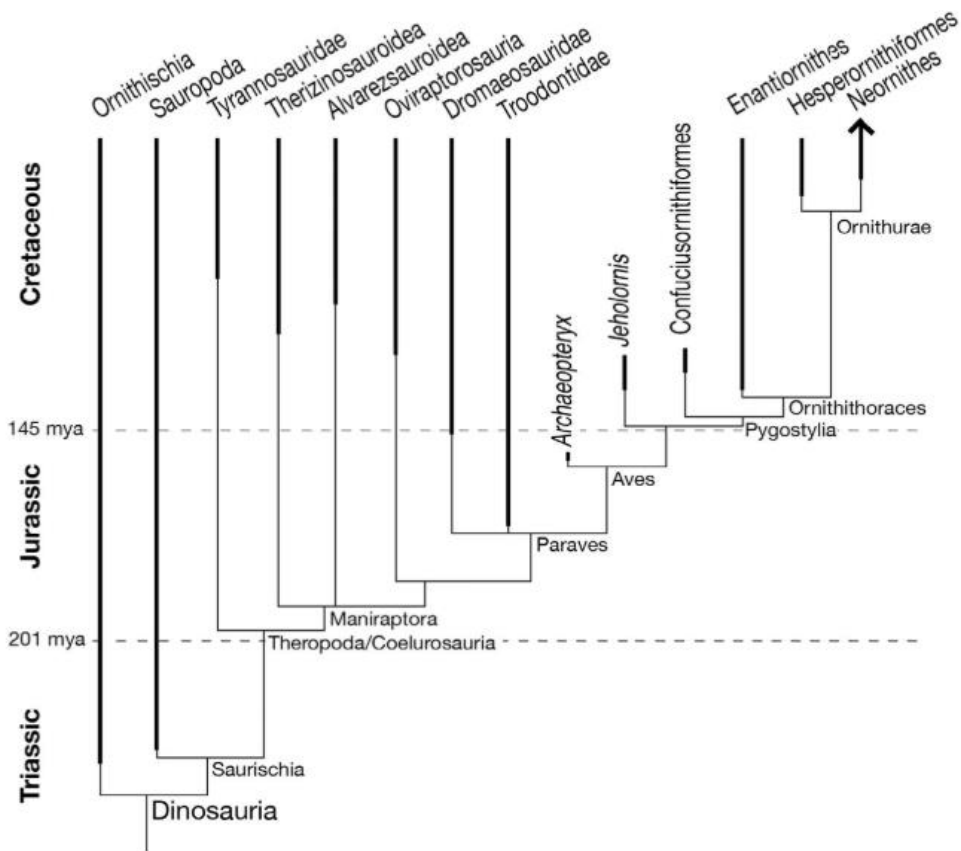 Ornithischia
Sauropoda
Tyrannosuridae
Therizinosauroidea
Alvarezsauroidea
Oviraptorosauria
Dromaeosauridae
Troodontidae
Enantiornithes
Hesperornithiformes
Neornithes
Cretaceous
Confuciusornithiformes
Ornithurae
Jeholornis
Archaeopteryx
Ornithithoraces
145 mya
Pygostylia
Aves
Jurassic
Paraves
Maniraptora
201 mya
Theropoda/Coelurosauria
Triassic
Saurischia
Dinosauria